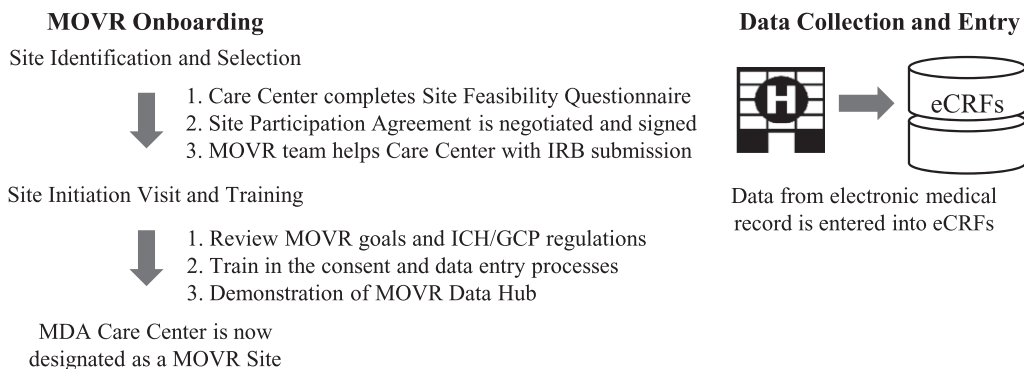 MOVR Onboarding
Site Identification and Selection
1. Care Center completes Site Feasibility Questionnaire
2. Site Participation Agreement is negotiated and signed
3. MOVR team helps Care Center with IRB submission
Site Initiation Visit and Training
1. Review MOVR goals and ICH/GCP regulations
2. Train in the consent and data entry processes
3. Demonstration of MOVR Data Hub
MDA Care Center is now
designated as a MOVR Site
Data Collection and Entry
H
eCRFs
Data from electronic medical
record is entered into eCRFs